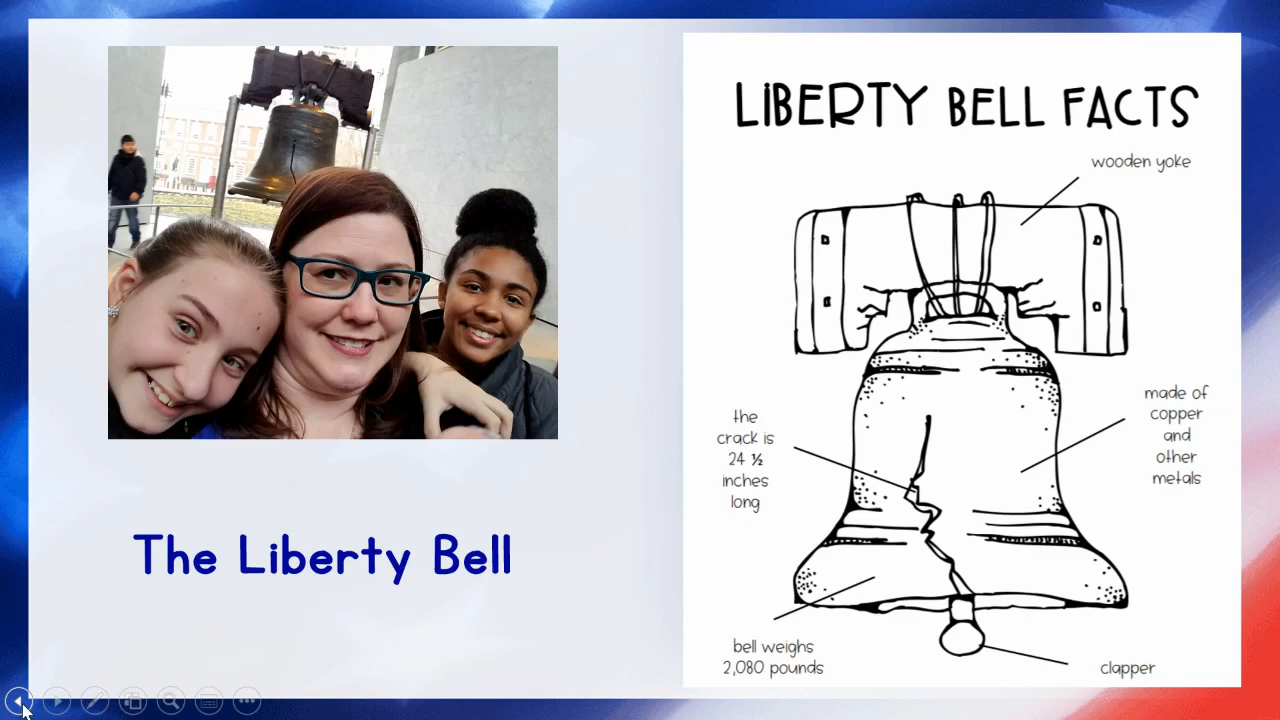 The Liberty Bell
LIBERTY BELL FACTS
wooden yoke
made of
copper
and
other
metals
the
crack is
24 ½
inches
long
bell weighs
2,080 pounds
clapper